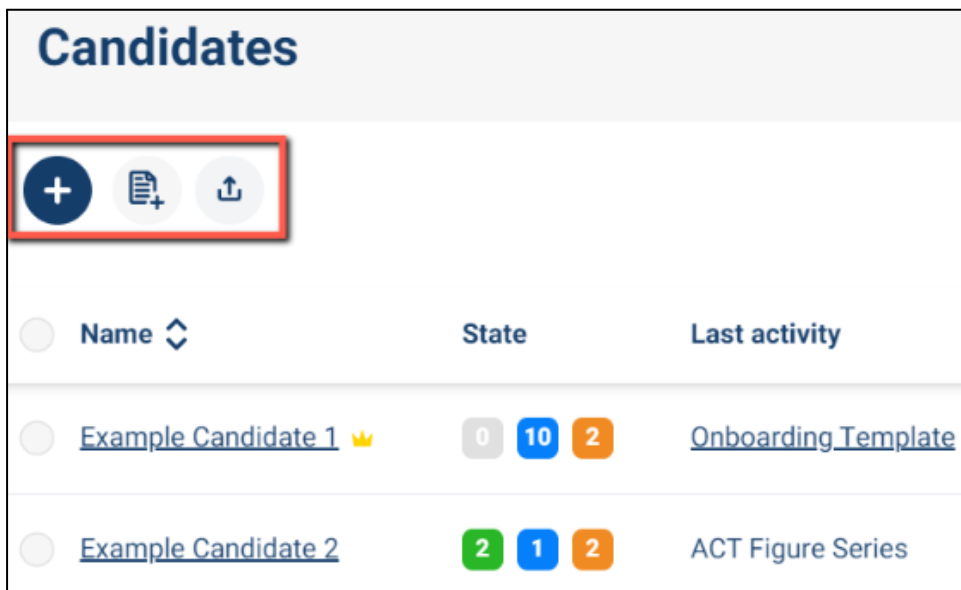 Candidates
Name State Last activity
Example Candidate 1 0 10 2 Onboarding Template
Example Candidate 2 2 1 2 ACT Figure Series